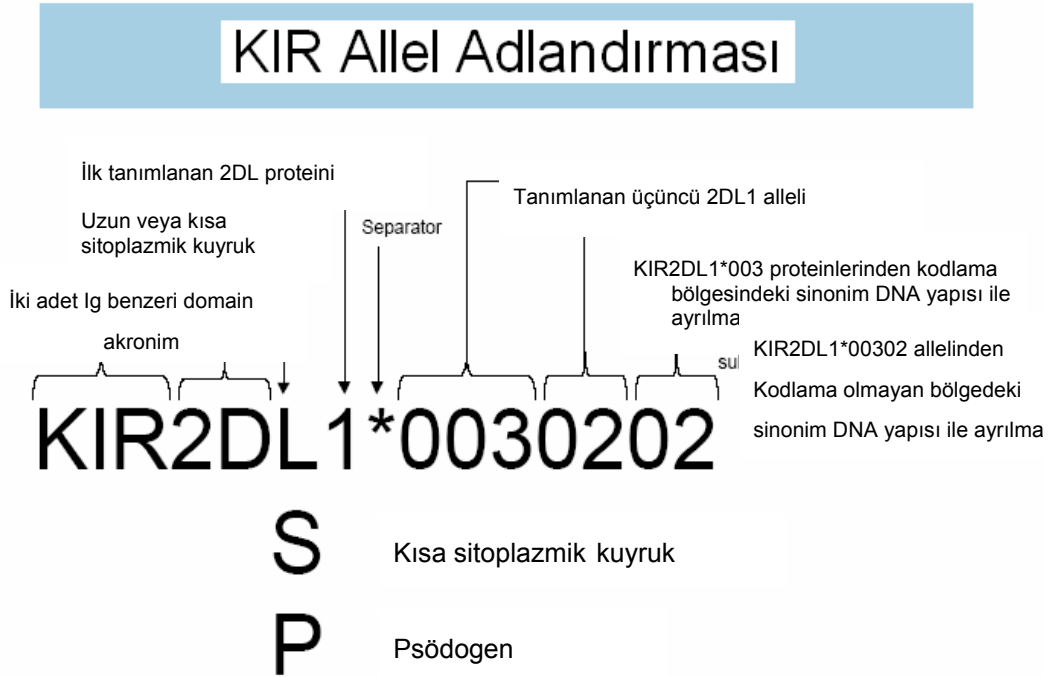 KIR Allel Adlandırması
İlk tanımlanan 2DL proteini
Uzun veya kısa
sitoplazmik kuyruk
Separator
Tanımlanan üçüncü 2DL1 alleli
İki adet Ig benzeri domain
akronim
KIR2DL1*003 proteinlerinden kodlama
bölgesindeki sinonim DNA yapısı ile
ayrılma
KIR2DL1*00302 allelinden
Kodlama olmayan bölgedeki
sinonim DNA yapısı ile ayrılma
KIR2DL1*0030202
S
Kısa sitoplazmik kuyruk
P
Psödogen